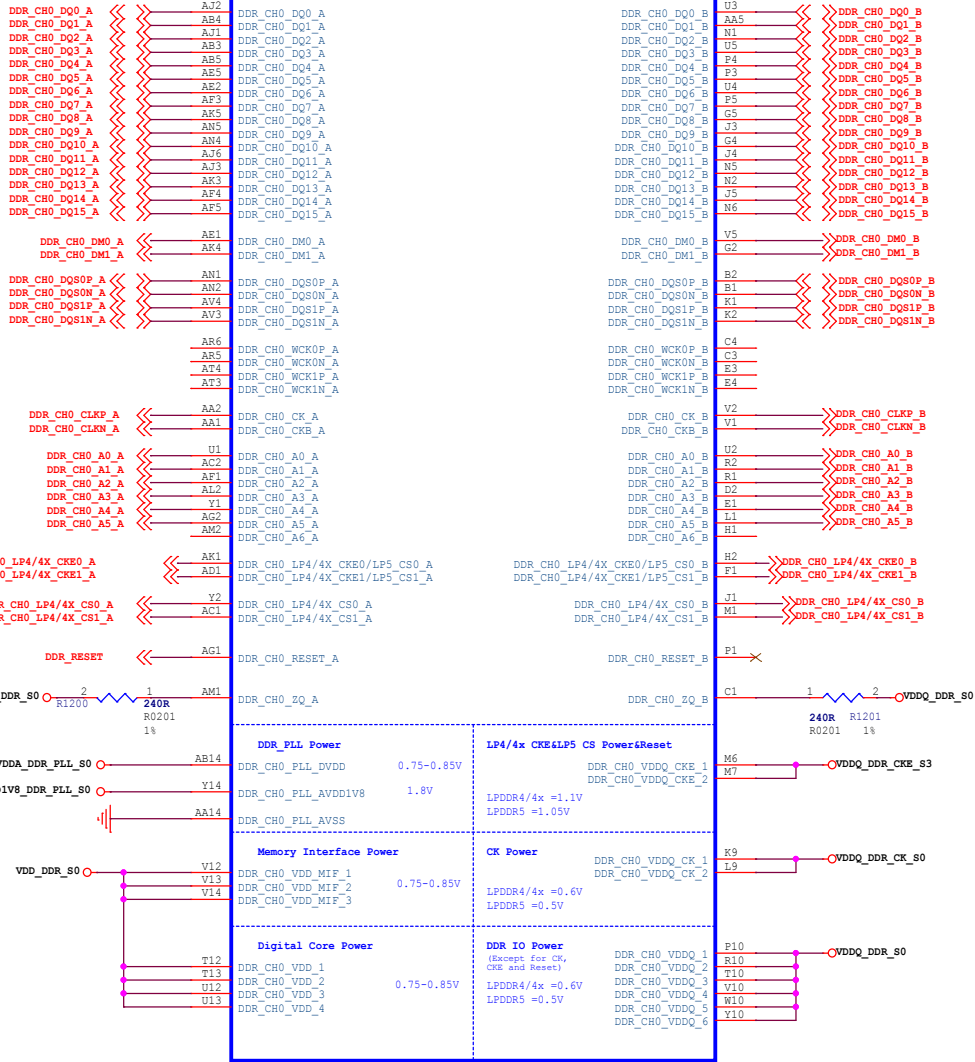 DDR_CH0_DQ0_A AJ2 DDR_CH0_DQ0_A DDR_CH0_DQ0_B U3 DDR_CH0_DQ0_B
DDR_CH0_DQ1_A AB4 DDR_CH0_DQ1_A DDR_CH0_DQ1_B AA5 DDR_CH0_DQ1_B
DDR_CH0_DQ2_A AJ1 DDR_CH0_DQ2_A DDR_CH0_DQ2_B N1 DDR_CH0_DQ2_B
DDR_CH0_DQ3_A AB3 DDR_CH0_DQ3_A DDR_CH0_DQ3_B U5 DDR_CH0_DQ3_B
DDR_CH0_DQ4_A AB5 DDR_CH0_DQ4_A DDR_CH0_DQ4_B P4 DDR_CH0_DQ4_B
DDR_CH0_DQ5_A AE5 DDR_CH0_DQ5_A DDR_CH0_DQ5_B P3 DDR_CH0_DQ5_B
DDR_CH0_DQ6_A AE2 DDR_CH0_DQ6_A DDR_CH0_DQ6_B U4 DDR_CH0_DQ6_B
DDR_CH0_DQ7_A AF3 DDR_CH0_DQ7_A DDR_CH0_DQ7_B P5 DDR_CH0_DQ7_B
DDR_CH0_DQ8_A AK5 DDR_CH0_DQ8_A DDR_CH0_DQ8_B G5 DDR_CH0_DQ8_B
DDR_CH0_DQ9_A AN5 DDR_CH0_DQ9_A DDR_CH0_DQ9_B J3 DDR_CH0_DQ9_B
DDR_CH0_DQ10_A AN4 DDR_CH0_DQ10_A DDR_CH0_DQ10_B G4 DDR_CH0_DQ10_B
DDR_CH0_DQ11_A AJ6 DDR_CH0_DQ11_A DDR_CH0_DQ11_B J4 DDR_CH0_DQ11_B
DDR_CH0_DQ12_A AJ3 DDR_CH0_DQ12_A DDR_CH0_DQ12_B N5 DDR_CH0_DQ12_B
DDR_CH0_DQ13_A AK3 DDR_CH0_DQ13_A DDR_CH0_DQ13_B N2 DDR_CH0_DQ13_B
DDR_CH0_DQ14_A AF4 DDR_CH0_DQ14_A DDR_CH0_DQ14_B J5 DDR_CH0_DQ14_B
DDR_CH0_DQ15_A AF5 DDR_CH0_DQ15_A DDR_CH0_DQ15_B N6 DDR_CH0_DQ15_B
DDR_CH0_DM0_A AE1 DDR_CH0_DM0_A DDR_CH0_DM0_B V5 DDR_CH0_DM0_B
DDR_CH0_DM1_A AK4 DDR_CH0_DM1_A DDR_CH0_DM1_B G2 DDR_CH0_DM1_B
DDR_CH0_DQS0P_A AN1 DDR_CH0_DQS0P_A DDR_CH0_DQS0P_B B2 DDR_CH0_DQS0P_B
DDR_CH0_DQS0N_A AN2 DDR_CH0_DQS0N_A DDR_CH0_DQS0N_B B1 DDR_CH0_DQS0N_B
DDR_CH0_DQS1P_A AV4 DDR_CH0_DQS1P_A DDR_CH0_DQS1P_B K1 DDR_CH0_DQS1P_B
DDR_CH0_DQS1N_A AV3 DDR_CH0_DQS1N_A DDR_CH0_DQS1N_B K2 DDR_CH0_DQS1N_B
AR6 DDR_CH0_WCK0P_A DDR_CH0_WCK0P_B C4
AR5 DDR_CH0_WCK0N_A DDR_CH0_WCK0N_B C3
AT4 DDR_CH0_WCK1P_A DDR_CH0_WCK1P_B E3
AT3 DDR_CH0_WCK1N_A DDR_CH0_WCK1N_B E4
DDR_CH0_CLKP_A AA2 DDR_CH0_CK_A DDR_CH0_CK_B V2 DDR_CH0_CLKP_B
DDR_CH0_CLKN_A AA1 DDR_CH0_CKB_A DDR_CH0_CKB_B V1 DDR_CH0_CLKN_B
DDR_CH0_A0_A U1 DDR_CH0_A0_A DDR_CH0_A0_B U2 DDR_CH0_A0_B
DDR_CH0_A1_A AC2 DDR_CH0_A1_A DDR_CH0_A1_B R2 DDR_CH0_A1_B
DDR_CH0_A2_A AF1 DDR_CH0_A2_A DDR_CH0_A2_B R1 DDR_CH0_A2_B
DDR_CH0_A3_A AL2 DDR_CH0_A3_A DDR_CH0_A3_B D2 DDR_CH0_A3_B
DDR_CH0_A4_A Y1 DDR_CH0_A4_A DDR_CH0_A4_B E1 DDR_CH0_A4_B
DDR_CH0_A5_A AG2 DDR_CH0_A5_A DDR_CH0_A5_B L1 DDR_CH0_A5_B
AM2 DDR_CH0_A6_A DDR_CH0_A6_B H1
0_LP4/4X_CKE0_A AK1 DDR_CH0_LP4/4X_CKE0/LP5_CS0_A DDR_CH0_LP4/4X_CKE0/LP5_CS0_B H2 DDR_CH0_LP4/4X_CKE0_B
0_LP4/4X_CKE1_A AD1 DDR_CH0_LP4/4X_CKE1/LP5_CS1_A DDR_CH0_LP4/4X_CKE1/LP5_CS1_B F1 DDR_CH0_LP4/4X_CKE1_B
R_CH0_LP4/4X_CS0_A Y2 DDR_CH0_LP4/4X_CS0_A DDR_CH0_LP4/4X_CS0_B J1 DDR_CH0_LP4/4X_CS0_B
R_CH0_LP4/4X_CS1_A AC1 DDR_CH0_LP4/4X_CS1_A DDR_CH0_LP4/4X_CS1_B M1 DDR_CH0_LP4/4X_CS1_B
DDR_RESET AG1 DDR_CH0_RESET_A DDR_CH0_RESET_B P1
_DDR_S0 2 1 AM1 DDR_CH0_ZQ_A DDR_CH0_ZQ_B C1 1 2 VDDQ_DDR_S0
R1200 240R 240R R1201
R0201 R0201 1%
1%
DDR_PLL Power LP4/4x CKE&LP5 CS Power&Reset
VDDA_DDR_PLL_S0 AB14 DDR_CH0_PLL_DVDD 0.75-0.85V DDR_CH0_VDDQ_CKE_1 M6 VDDQ_DDR_CKE_S3
DDR_CH0_VDDQ_CKE_2 M7
1V8_DDR_PLL_S0 Y14 DDR_CH0_PLL_AVDD1V8 1.8V LPDDR4/4x =1.1V
LPDDR5 =1.05V
AA14 DDR_CH0_PLL_AVSS
Memory Interface Power CK Power
VDD_DDR_S0 V12 DDR_CH0_VDD_MIF_1 DDR_CH0_VDDQ_CK_1 K9 VDDQ_DDR_CK_S0
V13 DDR_CH0_VDD_MIF_2 0.75-0.85V DDR_CH0_VDDQ_CK_2 L9
V14 DDR_CH0_VDD_MIF_3 LPDDR4/4x =0.6V
LPDDR5 =0.5V
Digital Core Power DDR IO Power
(Except for CK,
CKE and Reset)
T12 DDR_CH0_VDD_1 DDR_CH0_VDDQ_1 P10 VDDQ_DDR_S0
T13 DDR_CH0_VDD_2 DDR_CH0_VDDQ_2 R10
U12 DDR_CH0_VDD_3 0.75-0.85V LPDDR4/4x =0.6V DDR_CH0_VDDQ_3 T10
U13 DDR_CH0_VDD_4 LPDDR5 =0.5V DDR_CH0_VDDQ_4 V10
DDR_CH0_VDDQ_5 W10
DDR_CH0_VDDQ_6 Y10